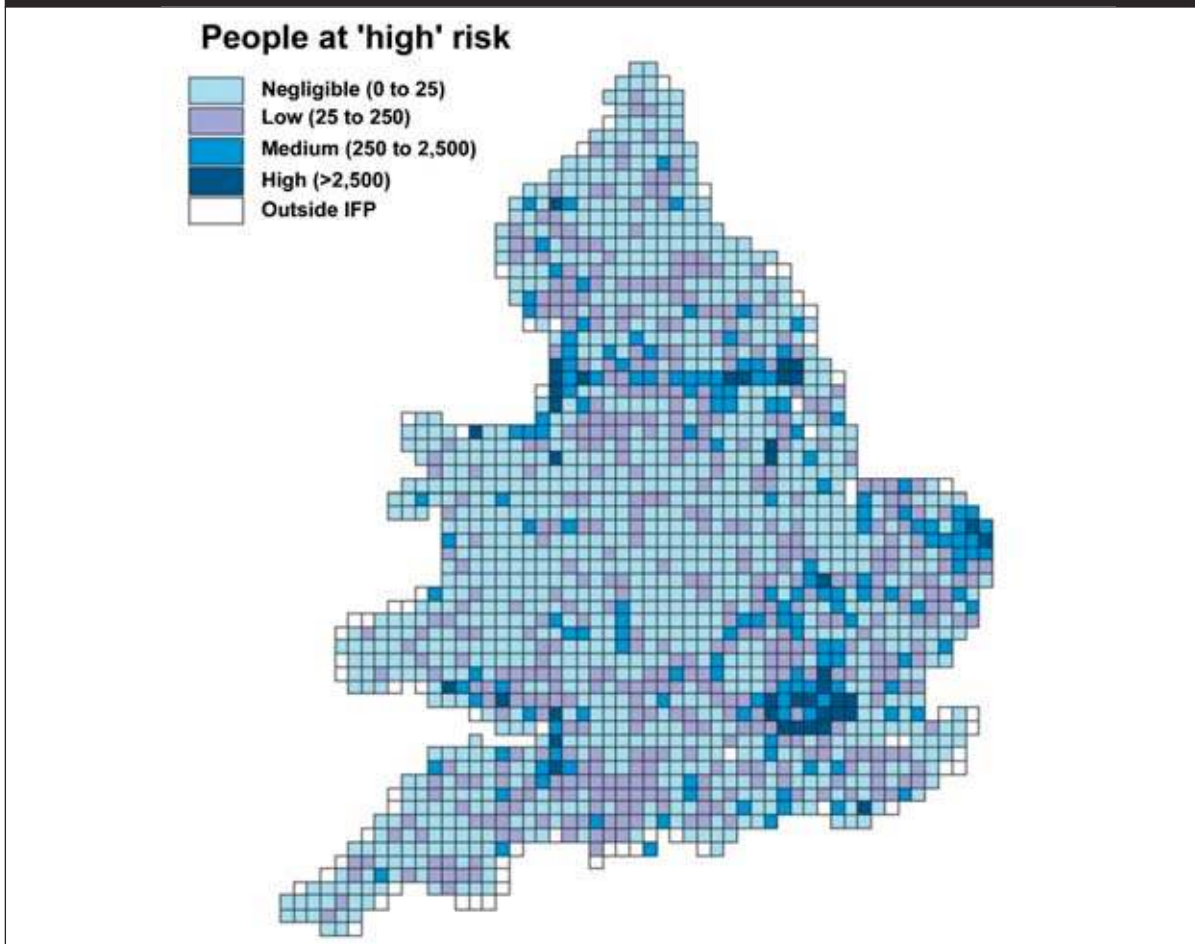 People at 'high' risk
Negligible (0 to 25)
Low (25 to 250)
Medium (250 to 2,500)
High (>2,500)
Outside IFP